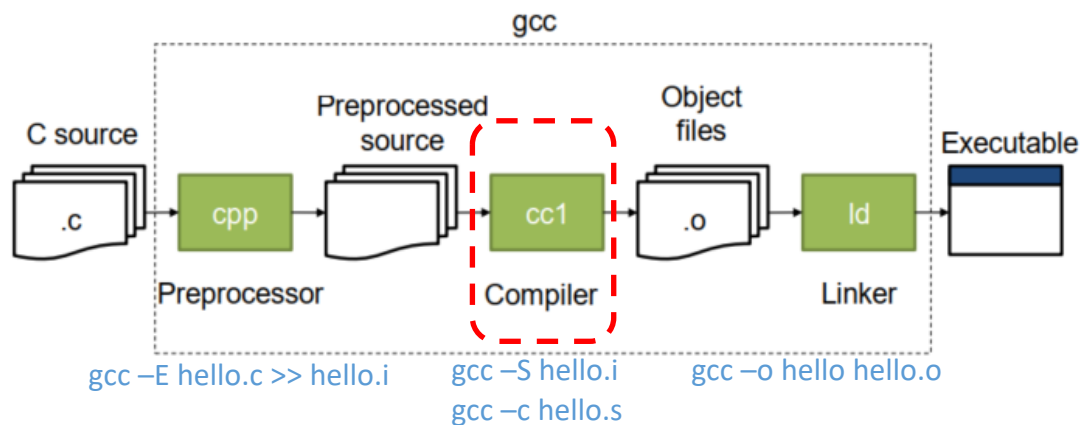 gcc
C source
Preprocessed
source
Object
files
Executable
.c
cpp
cc1
.o
ld
Preprocessor
Compiler
Linker
gcc –E hello.c >> hello.i
gcc –S hello.i
gcc –c hello.s
gcc –o hello hello.o